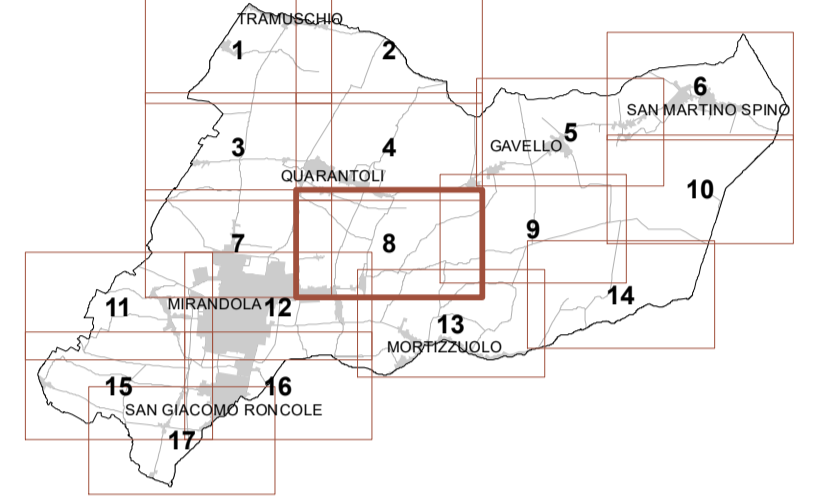 TRAMUSCHIO
1
2
6
SAN MARTINO SPINO
5
GAVELLO
3
4
QUARANTOLI
10
9
7
8
14
11
MIRANDOLA
12
13
MORTIZZUOLO
15
16
SAN GIACOMO RONCOLE
17